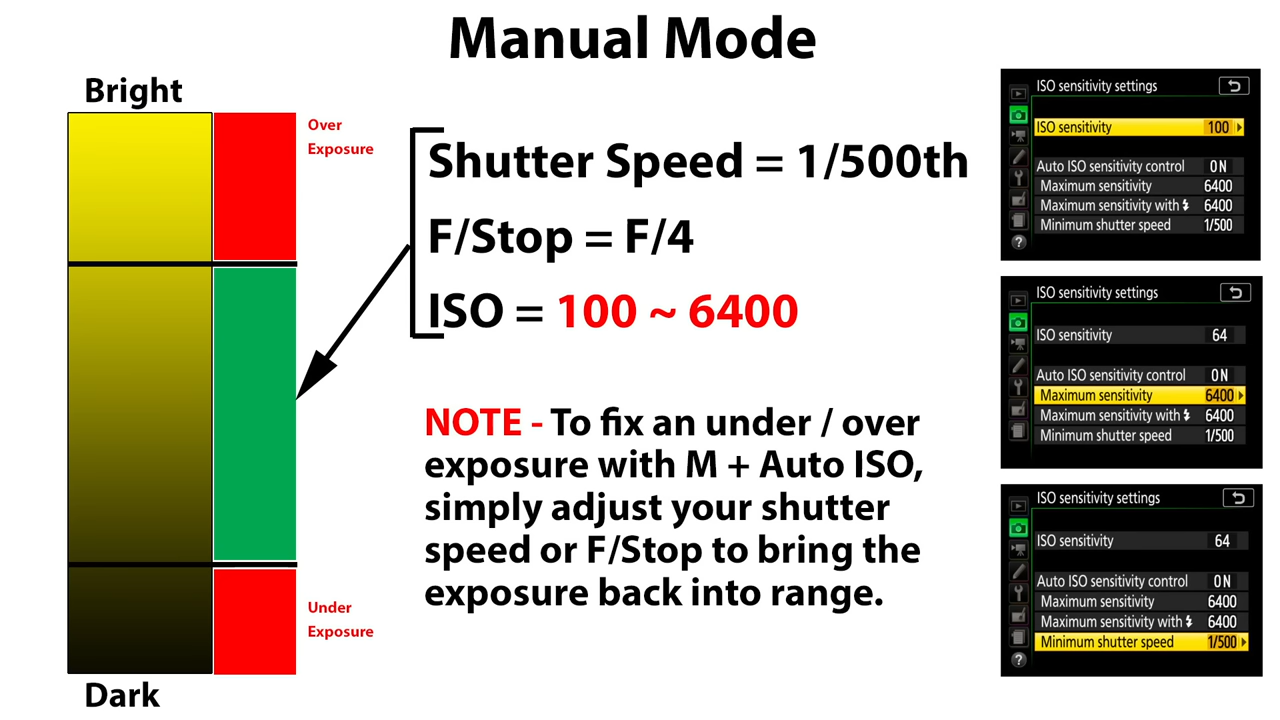 Manual Mode
Bright
Over
Exposure
Shutter Speed = 1/500th
F/Stop = F/4
ISO = 100 ~ 6400
NOTE - To fix an under / over
exposure with M + Auto ISO,
simply adjust your shutter
speed or F/Stop to bring the
exposure back into range.
Under
Exposure
Dark
ISO sensitivity settings
ISO sensitivity 100
Auto ISO sensitivity control ON
Maximum sensitivity 6400
Maximum sensitivity with 6400
Minimum shutter speed 1/500
?
ISO sensitivity settings
ISO sensitivity 64
Auto ISO sensitivity control ON
Maximum sensitivity 6400
Maximum sensitivity with 6400
Minimum shutter speed 1/500
ISO sensitivity settings
ISO sensitivity 64
Auto ISO sensitivity control ON
Maximum sensitivity 6400
Maximum sensitivity with 6400
Minimum shutter speed 1/500
?